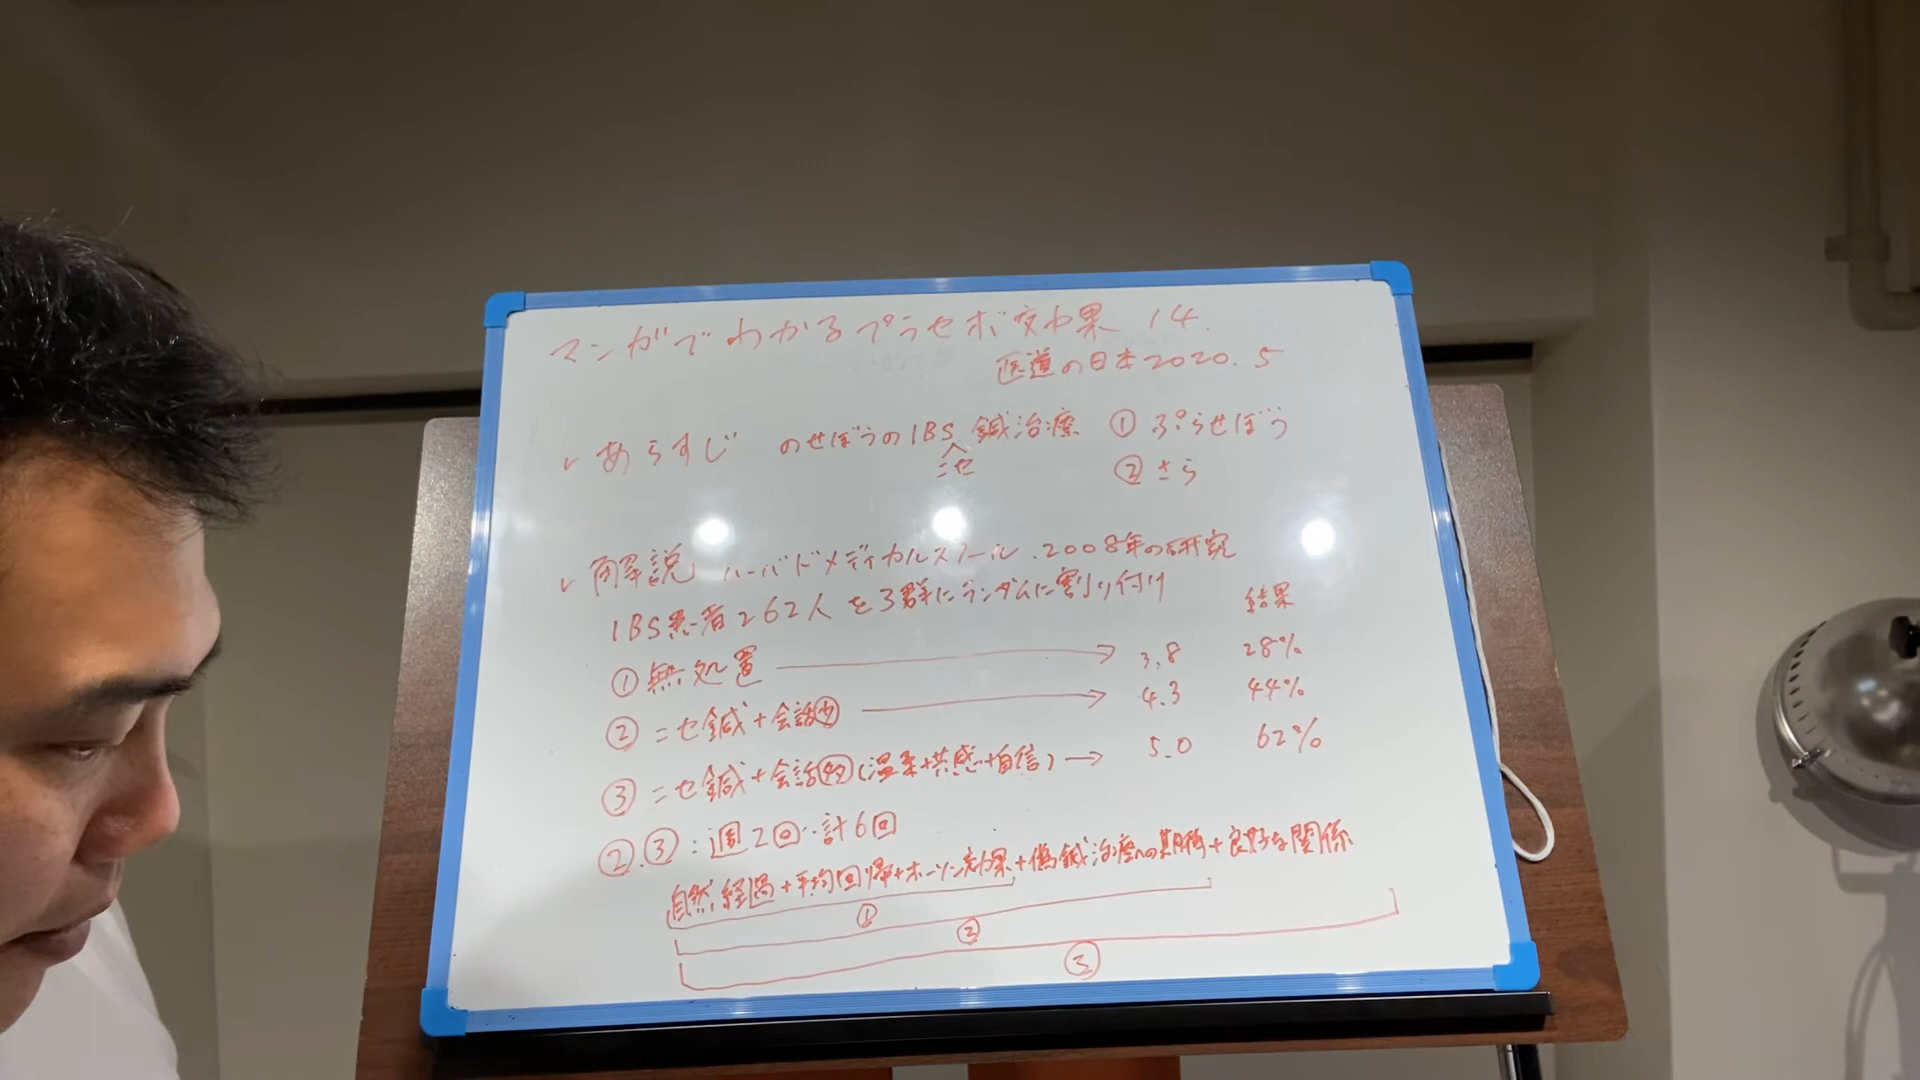 マンガでわかるプラセボ効果 14.
医道の日本2020.5
✓ あらすじ のせぼうのIBS 鍼治療 ① ぷらせぼう
ニセ ② さら
✓ 解説 ハーバドメディカルスクール.2008年の研究
IBS患者262人を3群にランダムに割り付け 結果
① 無処置 → 3.8 28%
② ニセ鍼+会話少 → 4.3 44%
③ ニセ鍼+会話多(温柔+共感+自信) → 5.0 62%
②.③:週2回…計6回
自然経過+平均回帰+ホーソン効果+偽鍼治療への期待+良好な関係
①
②
③